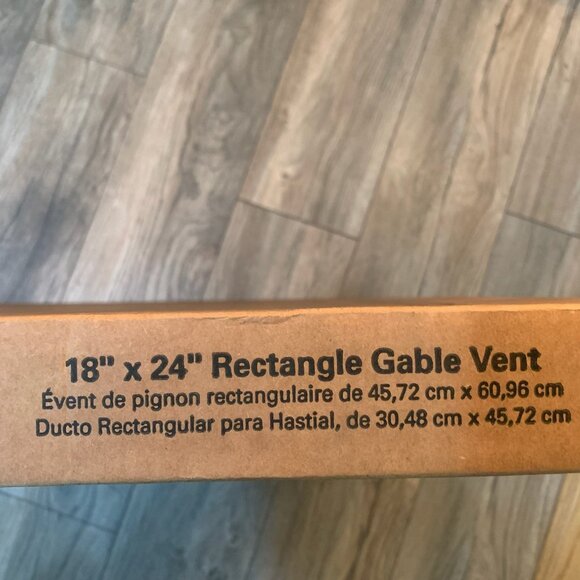 18" x 24" Rectangle Gable Vent
Évent de pignon rectangulaire de 45,72 cm x 60,96 cm
Ducto Rectangular para Hastial, de 30,48 cm x 45,72 cm